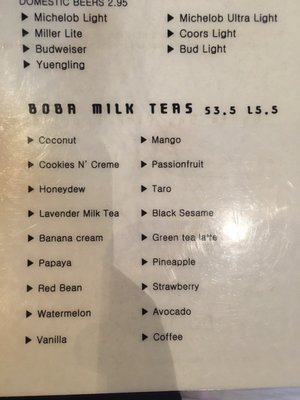 DOMESTIC BEERS 2.95
▶ Michelob Light ▶ Michelob Ultra Light
▶ Miller Lite ▶ Coors Light
▶ Budweiser ▶ Bud Light
▶ Yuengling
BOBA MILK TEAS S3.5 L5.5
▶ Coconut ▶ Mango
▶ Cookies N' Creme ▶ Passionfruit
▶ Honeydew ▶ Taro
▶ Lavender Milk Tea ▶ Black Sesame
▶ Banana cream ▶ Green tea latte
▶ Papaya ▶ Pineapple
▶ Red Bean ▶ Strawberry
▶ Watermelon ▶ Avocado
▶ Vanilla ▶ Coffee